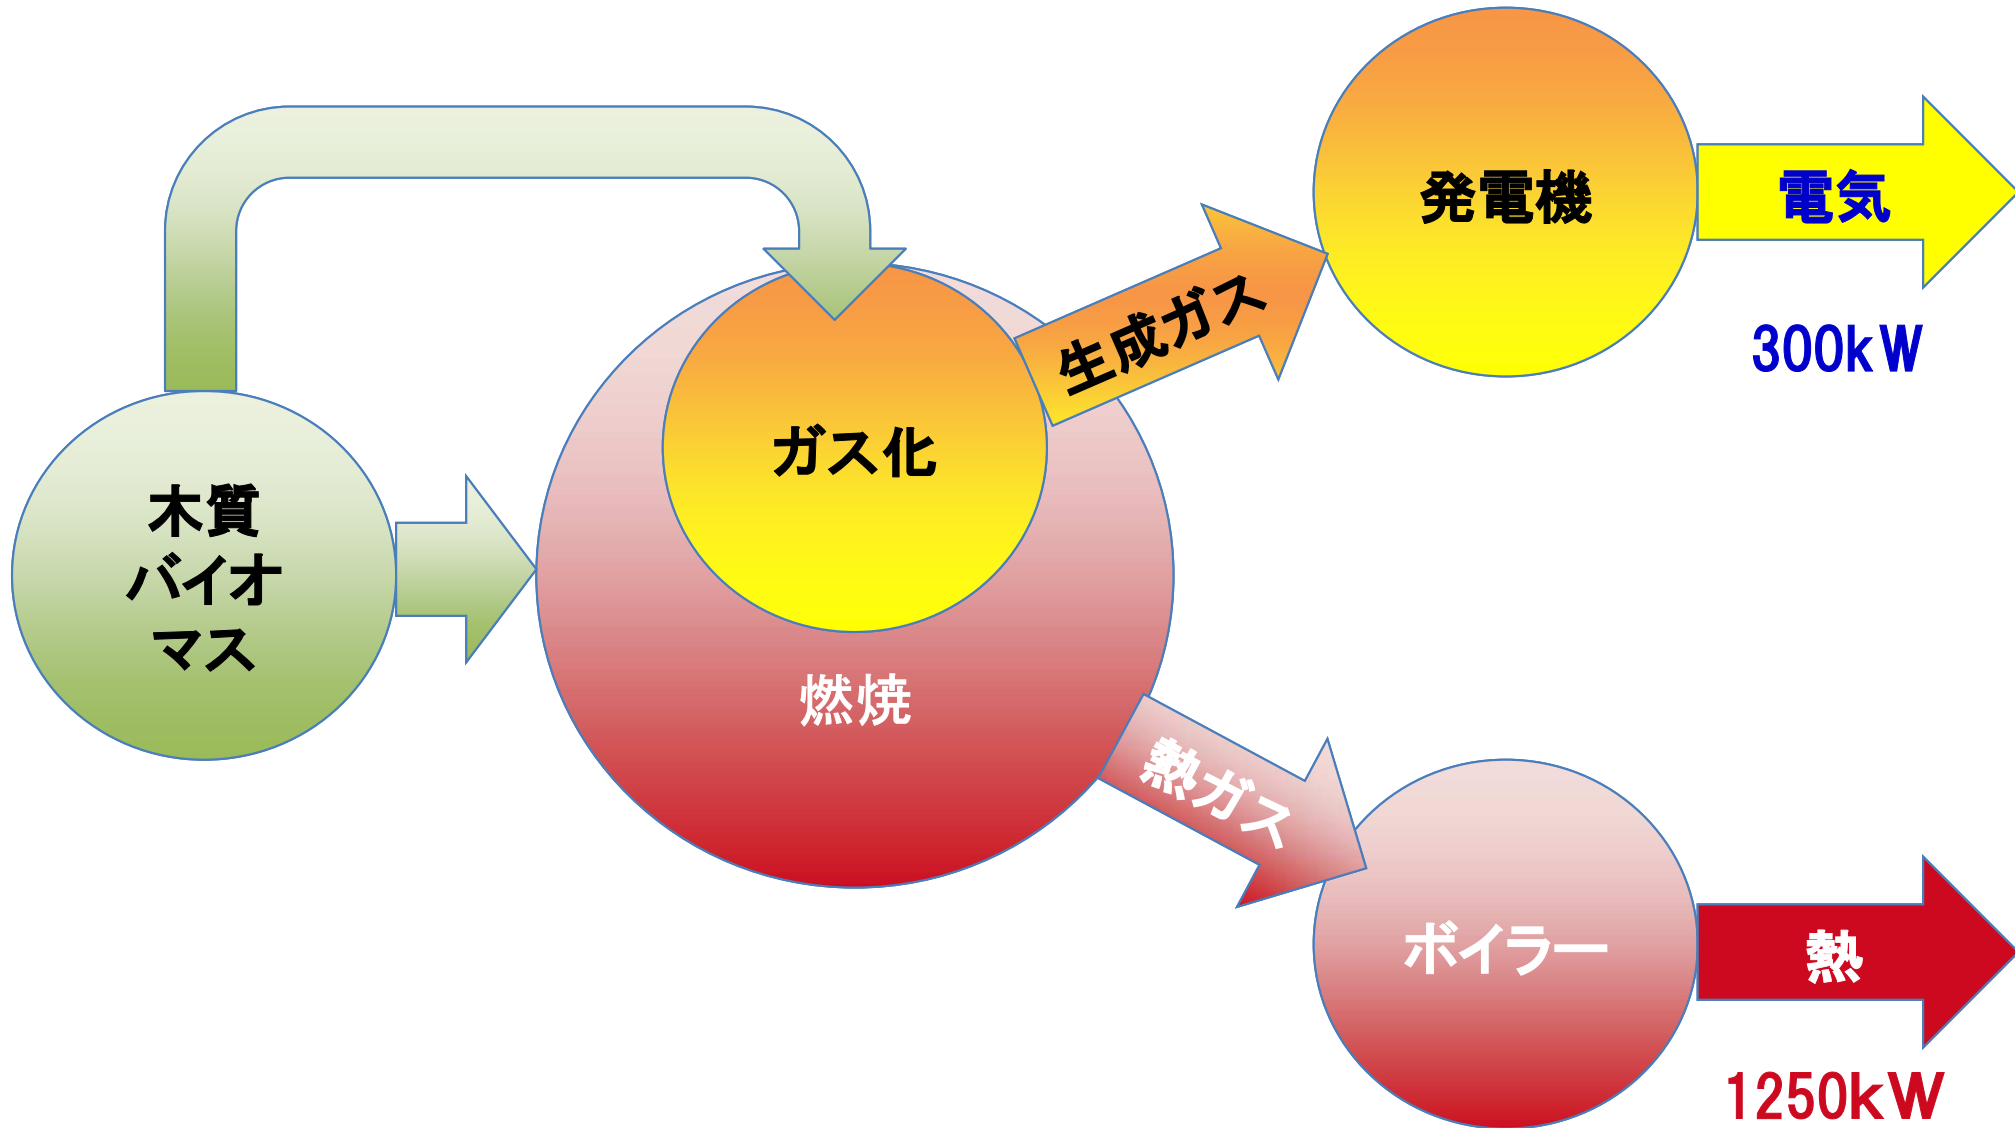 木質
バイオ
マス
ガス化
燃焼
生成ガス
熱ガス
発電機
電気
300kW
ボイラー
熱
1250kW